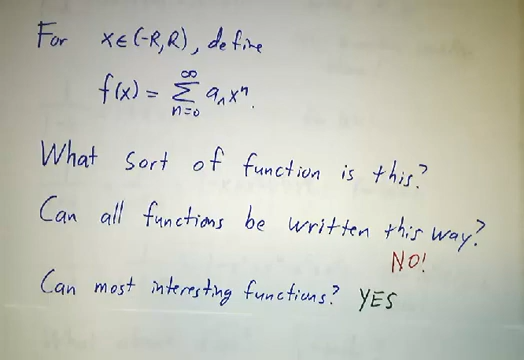 For x∈(-R,R), define
f(x) = ∞∑n=0 aₙxⁿ.
What sort of function is this?
Can all functions be written this way?
NO!
Can most interesting functions? YES